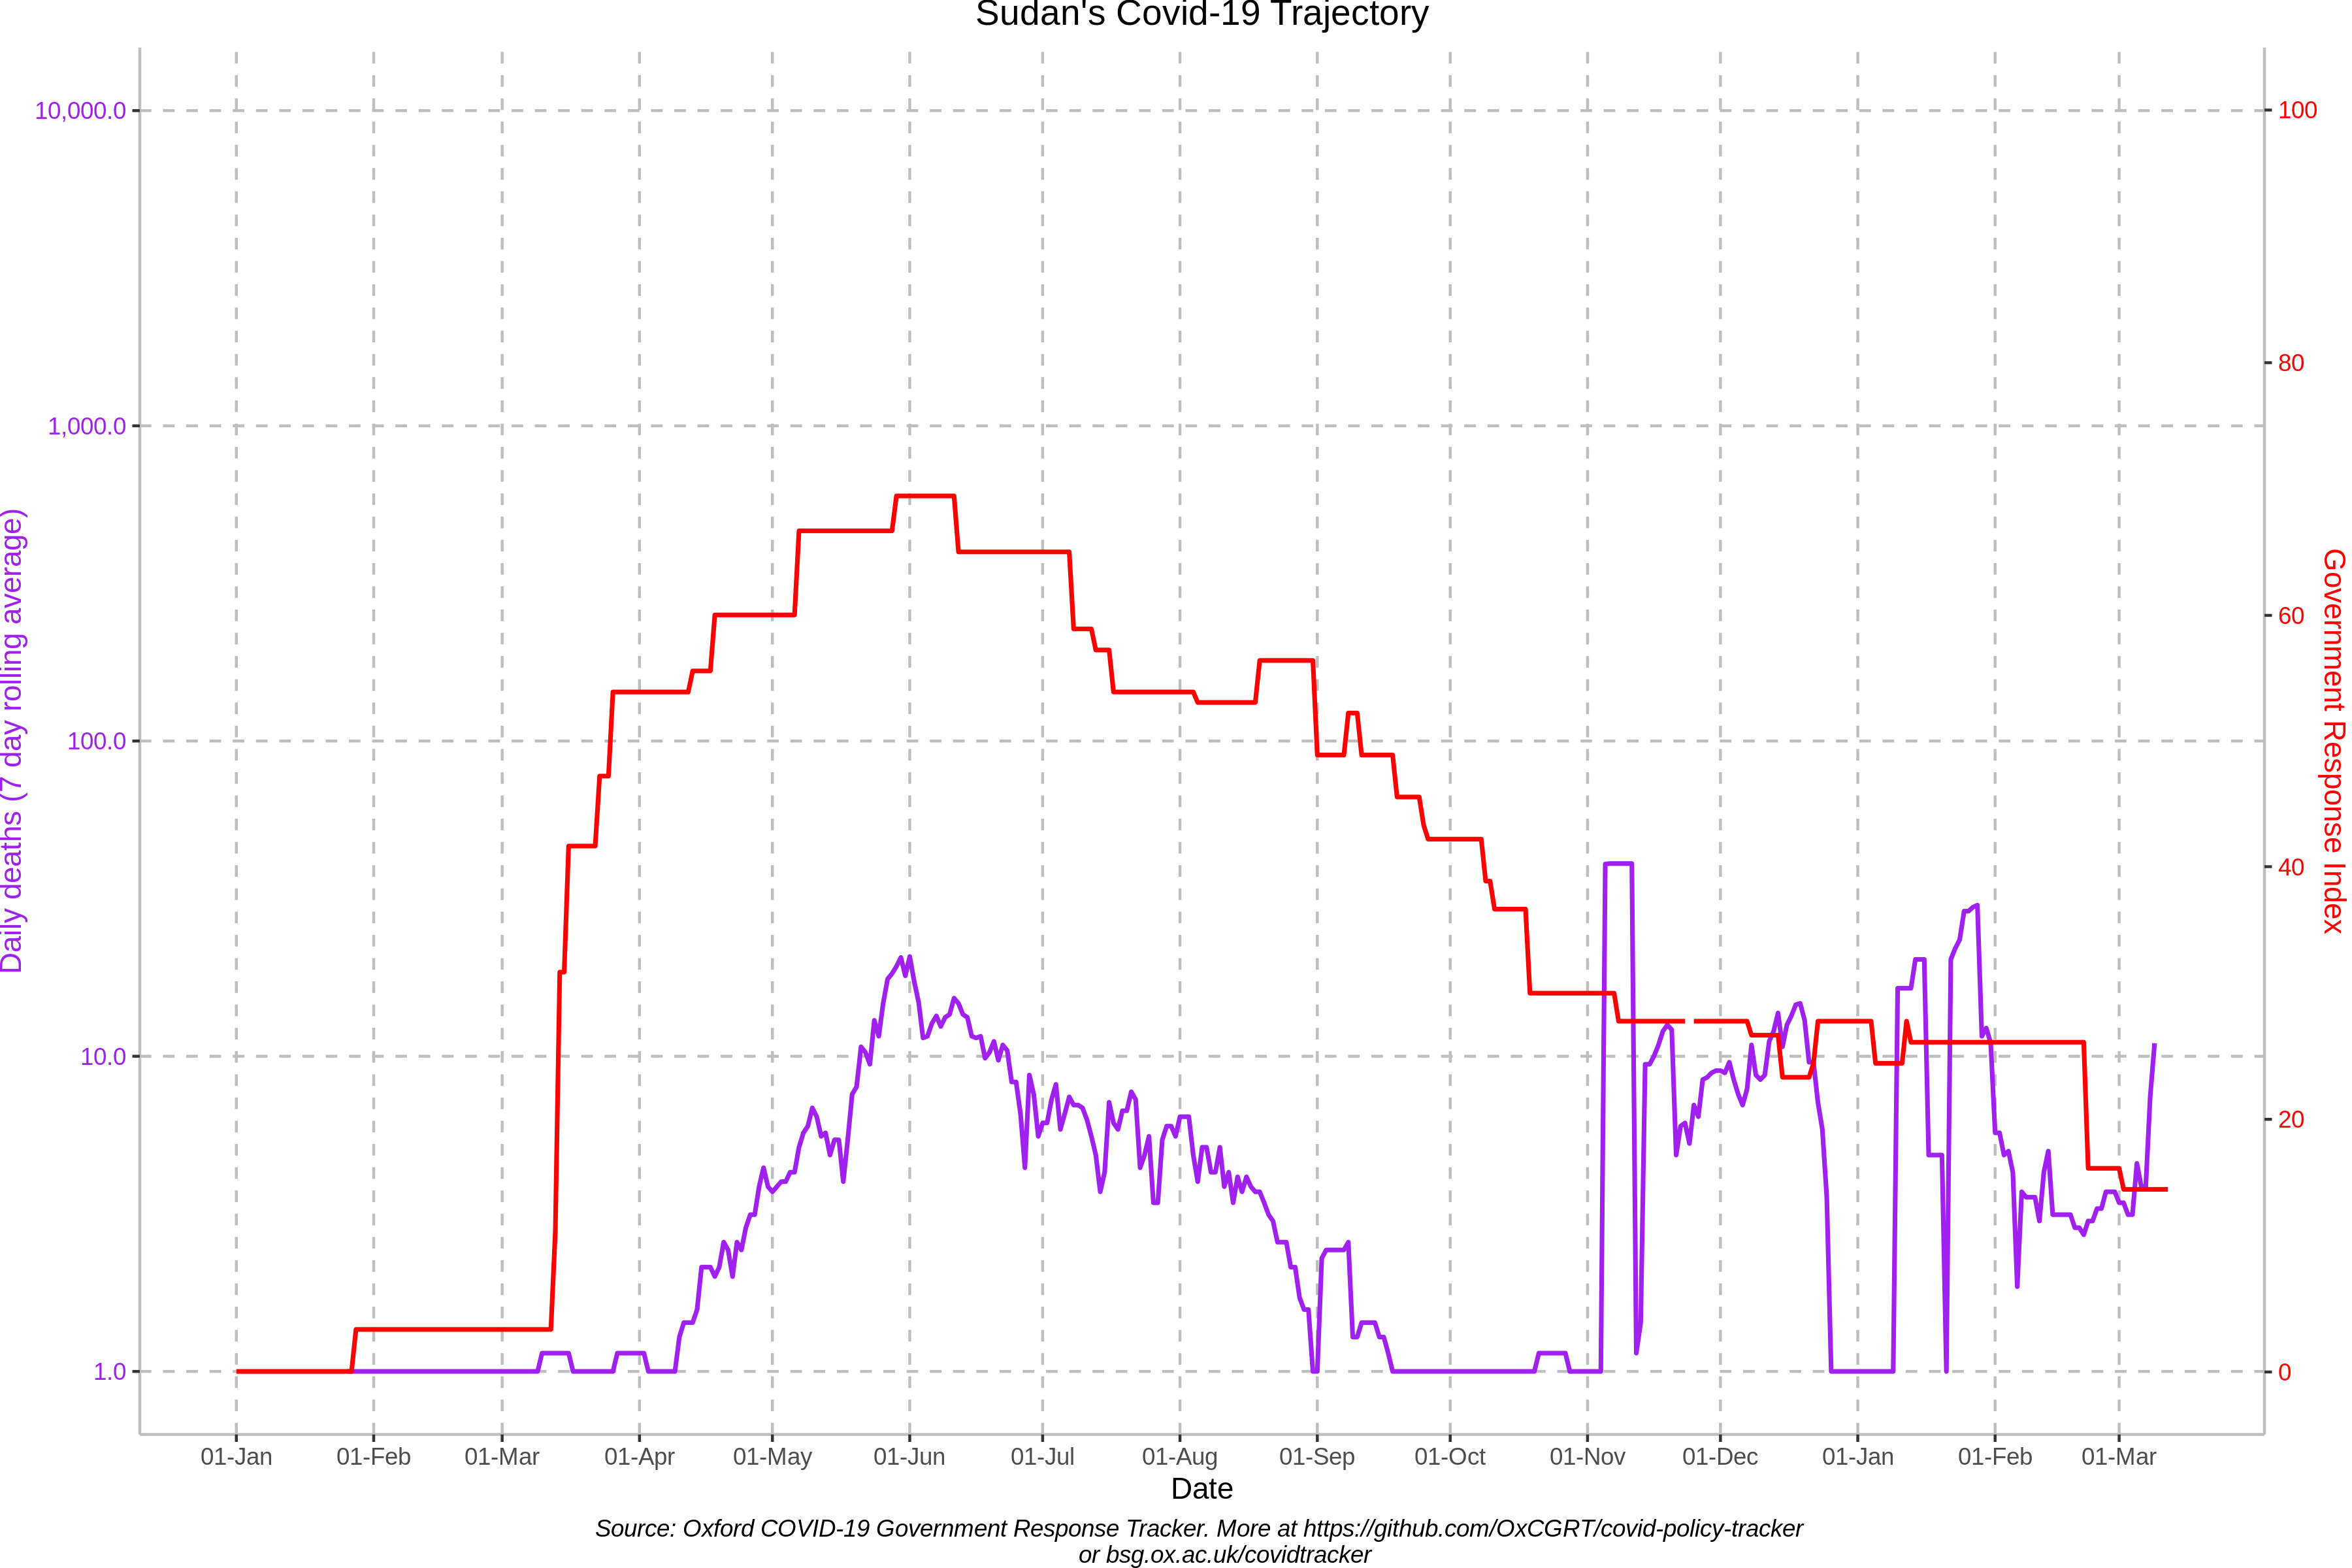 Sudan's Covid-19 Trajectory
10,000.0
1,000.0
100.0
10.0
1.0
Daily deaths (7 day rolling average)
100
80
60
40
20
0
Government Response Index
01-Jan 01-Feb 01-Mar 01-Apr 01-May 01-Jun 01-Jul 01-Aug 01-Sep 01-Oct 01-Nov 01-Dec 01-Jan 01-Feb 01-Mar
Date
Source: Oxford COVID-19 Government Response Tracker. More at https://github.com/OxCGRT/covid-policy-tracker
or bsg.ox.ac.uk/covidtracker